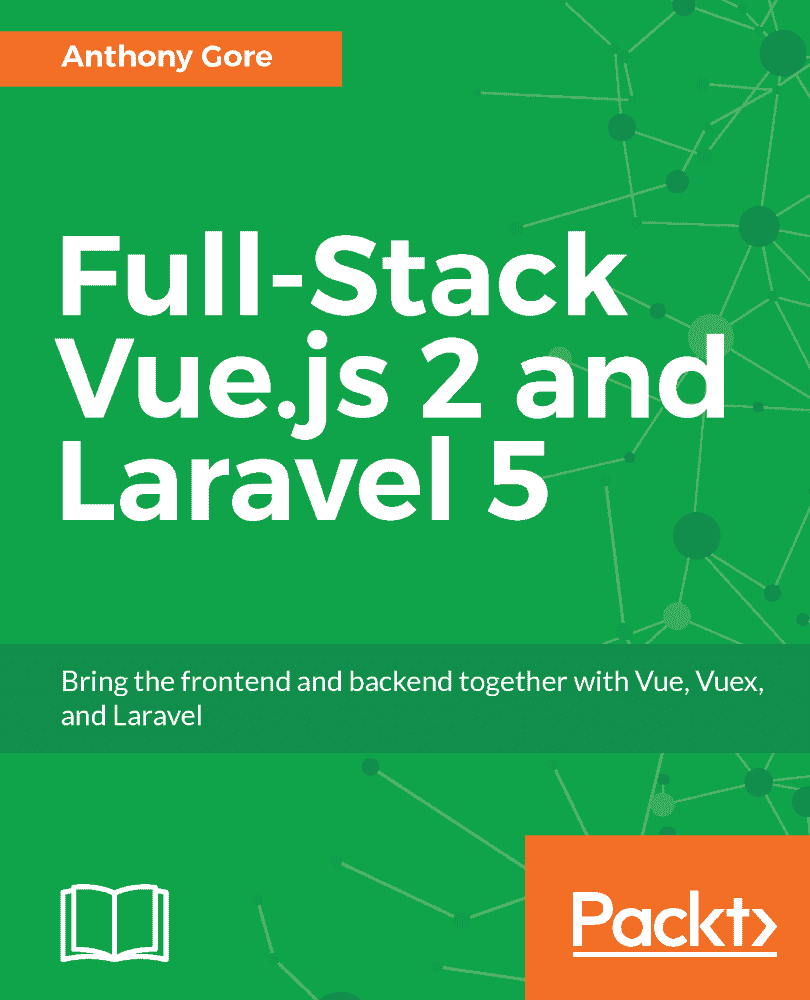 Anthony Gore
Full-Stack
Vue.js 2 and
Laravel 5
Bring the frontend and backend together with Vue, Vuex,
and Laravel
Packt>